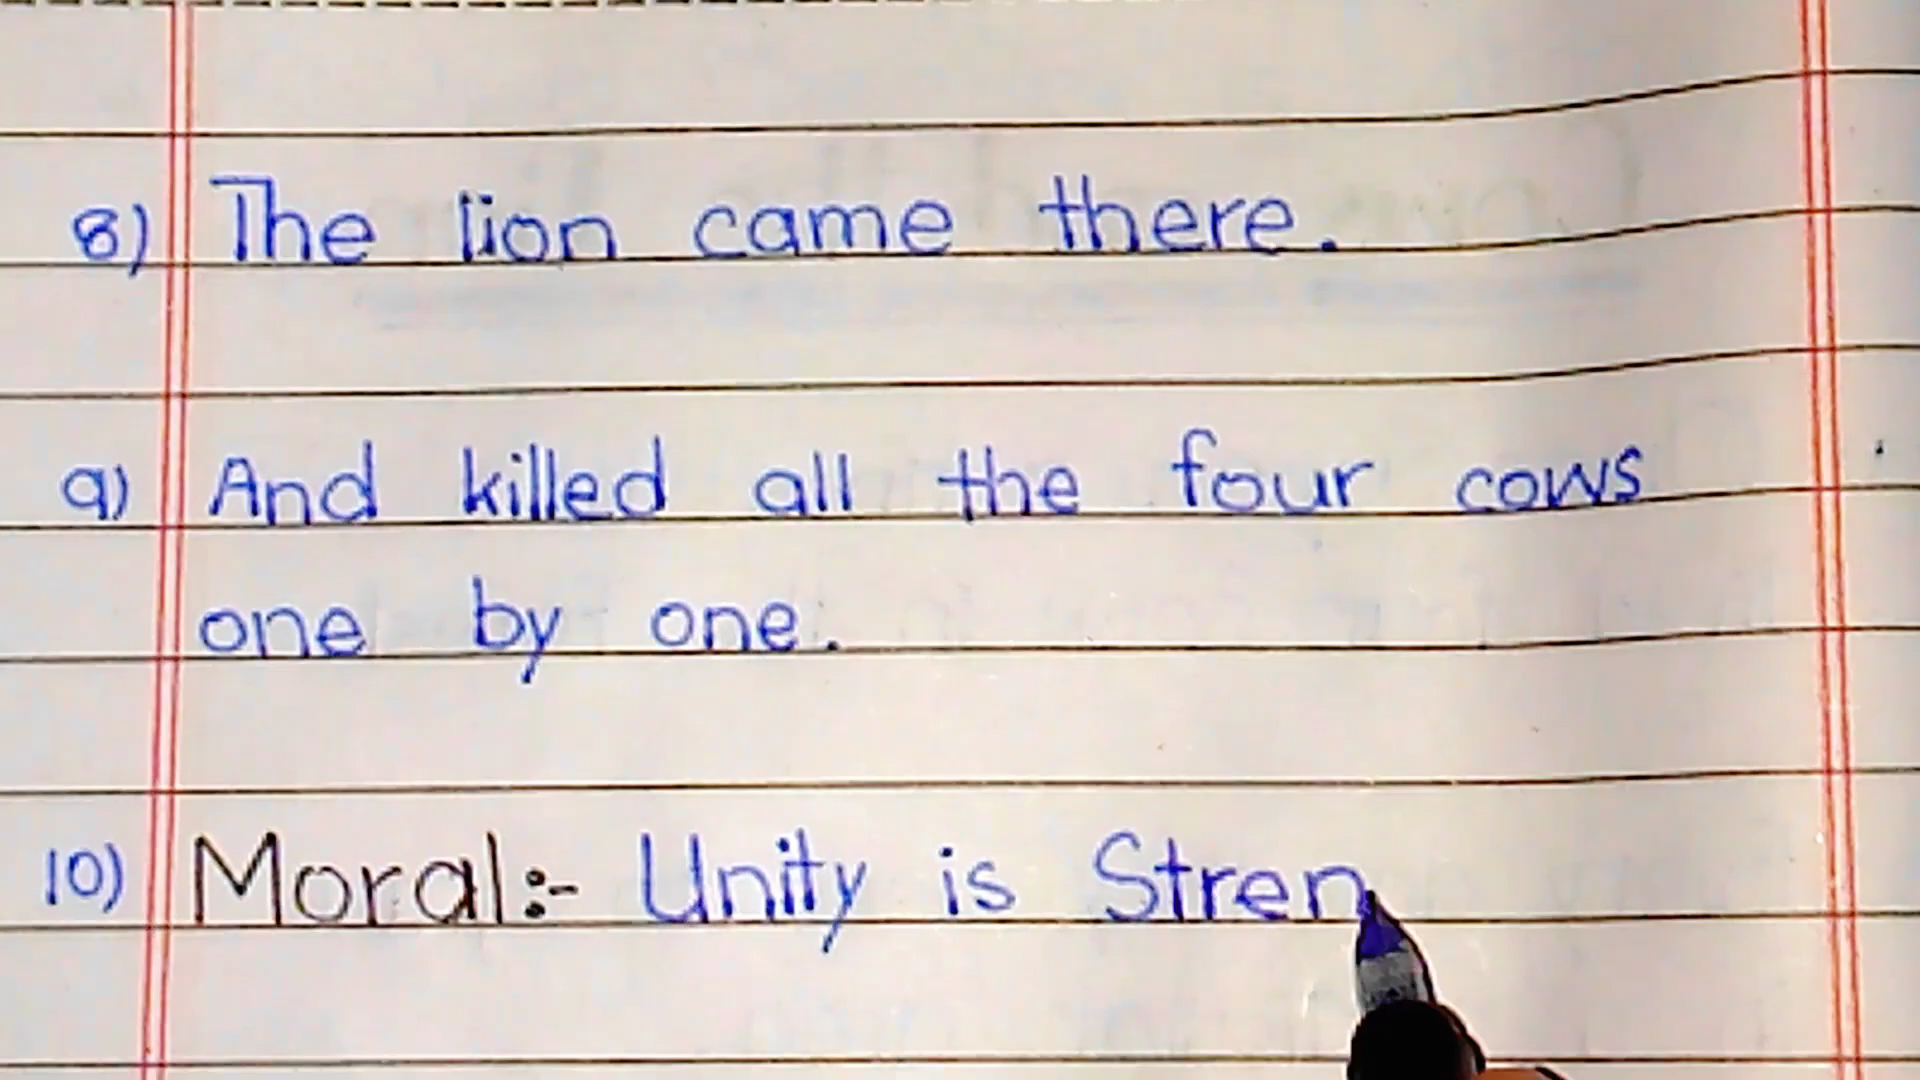 8) The lion came there.
9) And killed all the four cows
one by one.
10) Moral:- Unity is Stren